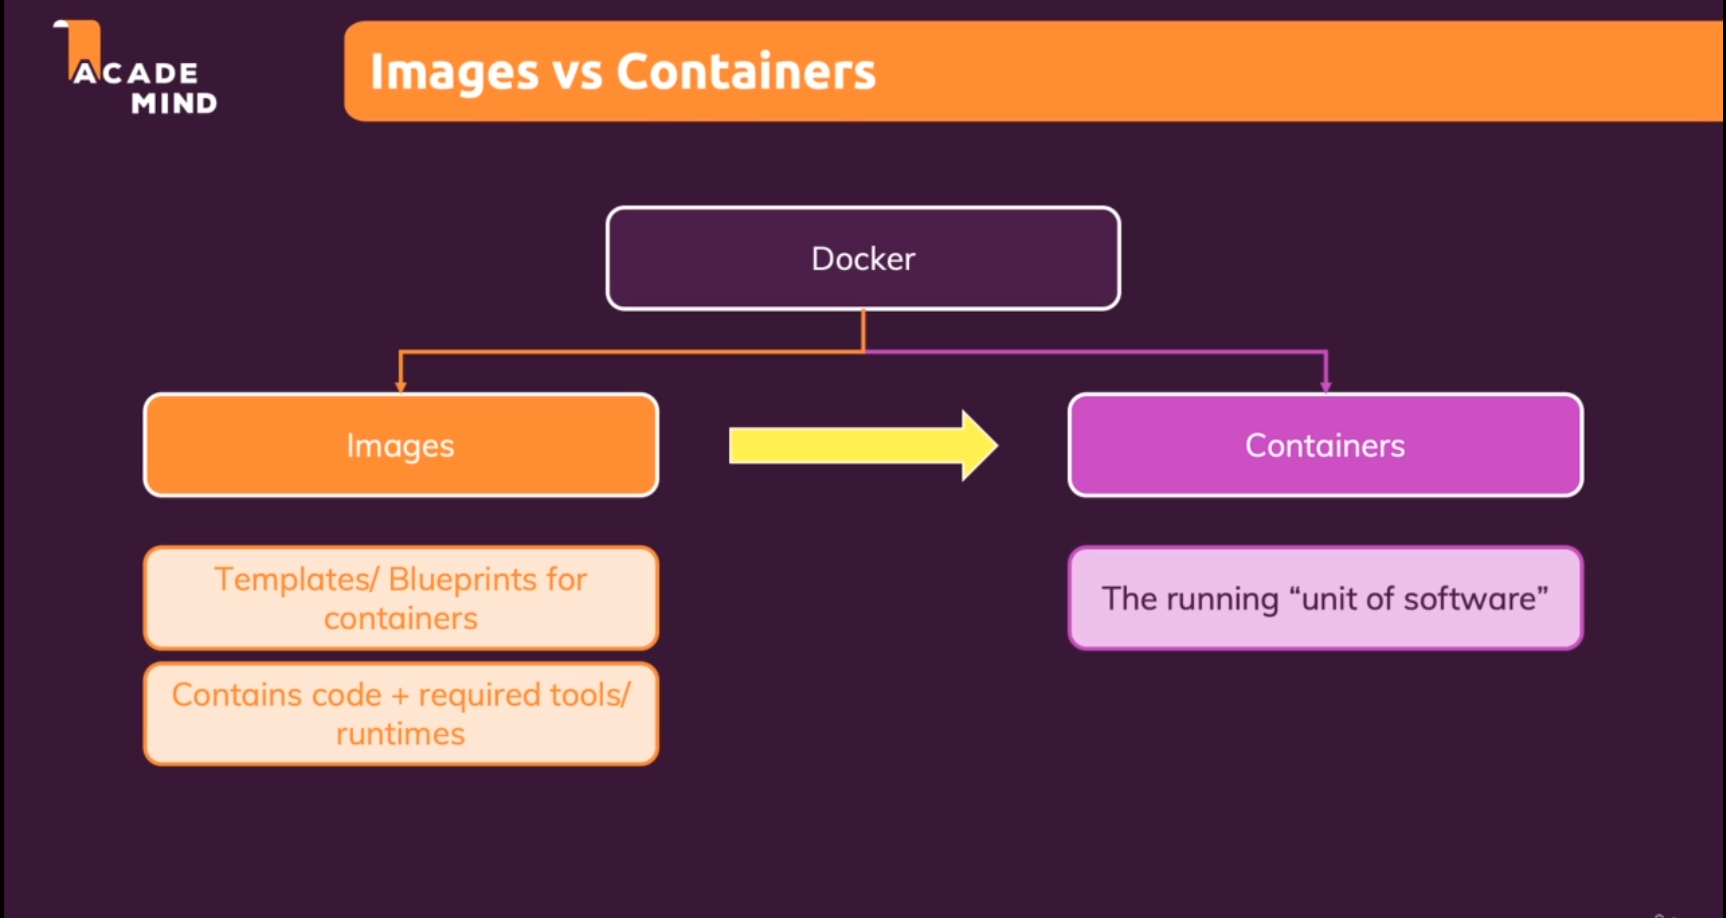 ACADE
MIND
Images vs Containers
Docker
Images
Containers
Templates/ Blueprints for
containers
The running “unit of software”
Contains code + required tools/
runtimes